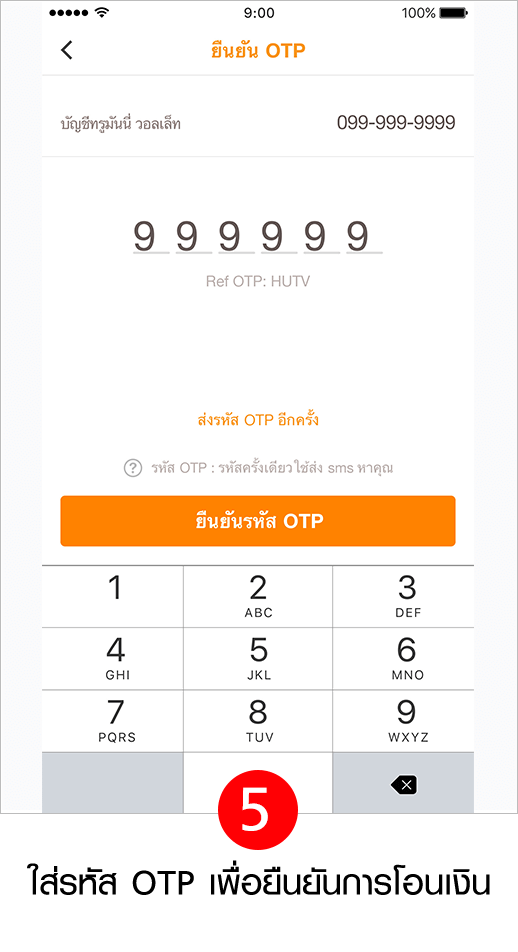 9:00
100%
ยืนยัน OTP
บัญชีทรูมันนี่ วอลเล็ท 099-999-9999
9 9 9 9 9 9
Ref OTP: HUTV
ส่งรหัส OTP อีกครั้ง
? รหัส OTP : รหัสครั้งเดียวใช้ส่ง sms หาคุณ
ยืนยันรหัส OTP
1 2 3
ABC DEF
4 5 6
GHI JKL MNO
7 8 9
PQRS TUV WXYZ
5
ใส่รหัส OTP เพื่อยืนยันการโอนเงิน